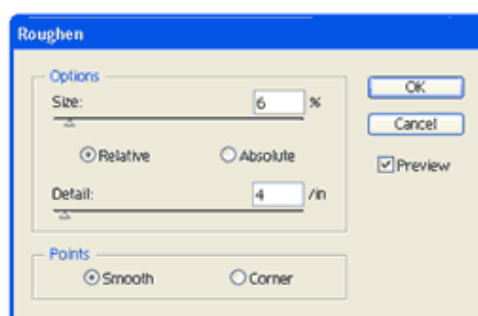 Roughen
Options
Size: 6 %
Relative Absolute
Detail: 4 /in
Points
Smooth Corner
OK
Cancel
Preview